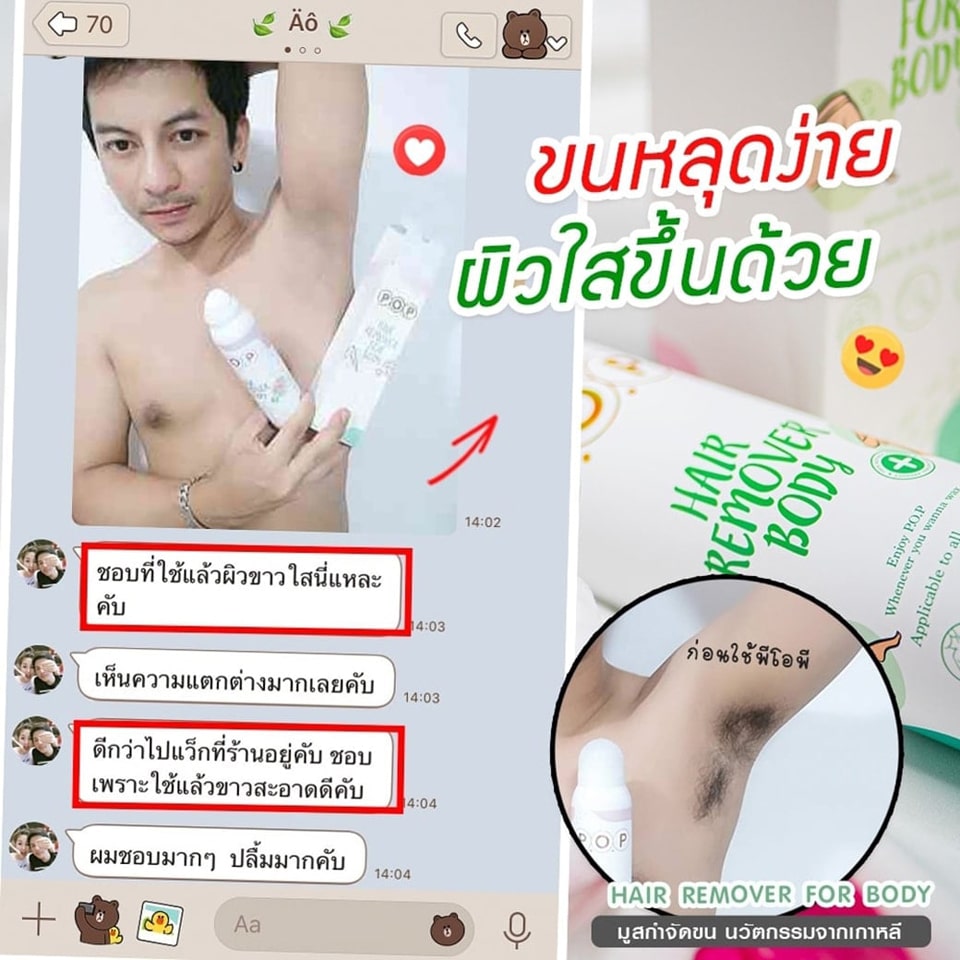 70
Äô
14:02
ชอบที่ใช้แล้วผิวขาวใสนี่แหละ
คับ
14:03
เห็นความแตกต่างมากเลยคับ
14:03
ดีกว่าไปแว็กที่ร้านอยู่คับ ชอบ
เพราะใช้แล้วขาวสะอาดดีคับ
14:04
ผมชอบมากๆ ปลื้มมากคับ
14:04
Aa
P.O.P
HAIR
REMOVER
FOR
BODY
ขนหลุดง่าย
ผิวใสขึ้นด้วย
FOR
BODY
HAIR
REMOVER
BODY
Enjoy P.O.P
Whenever you wanna wax
Applicable to all
ก่อนใช้พีโอพี
P.O.P
HAIR REMOVER FOR BODY
มูสกำจัดขน นวัตกรรมจากเกาหลี